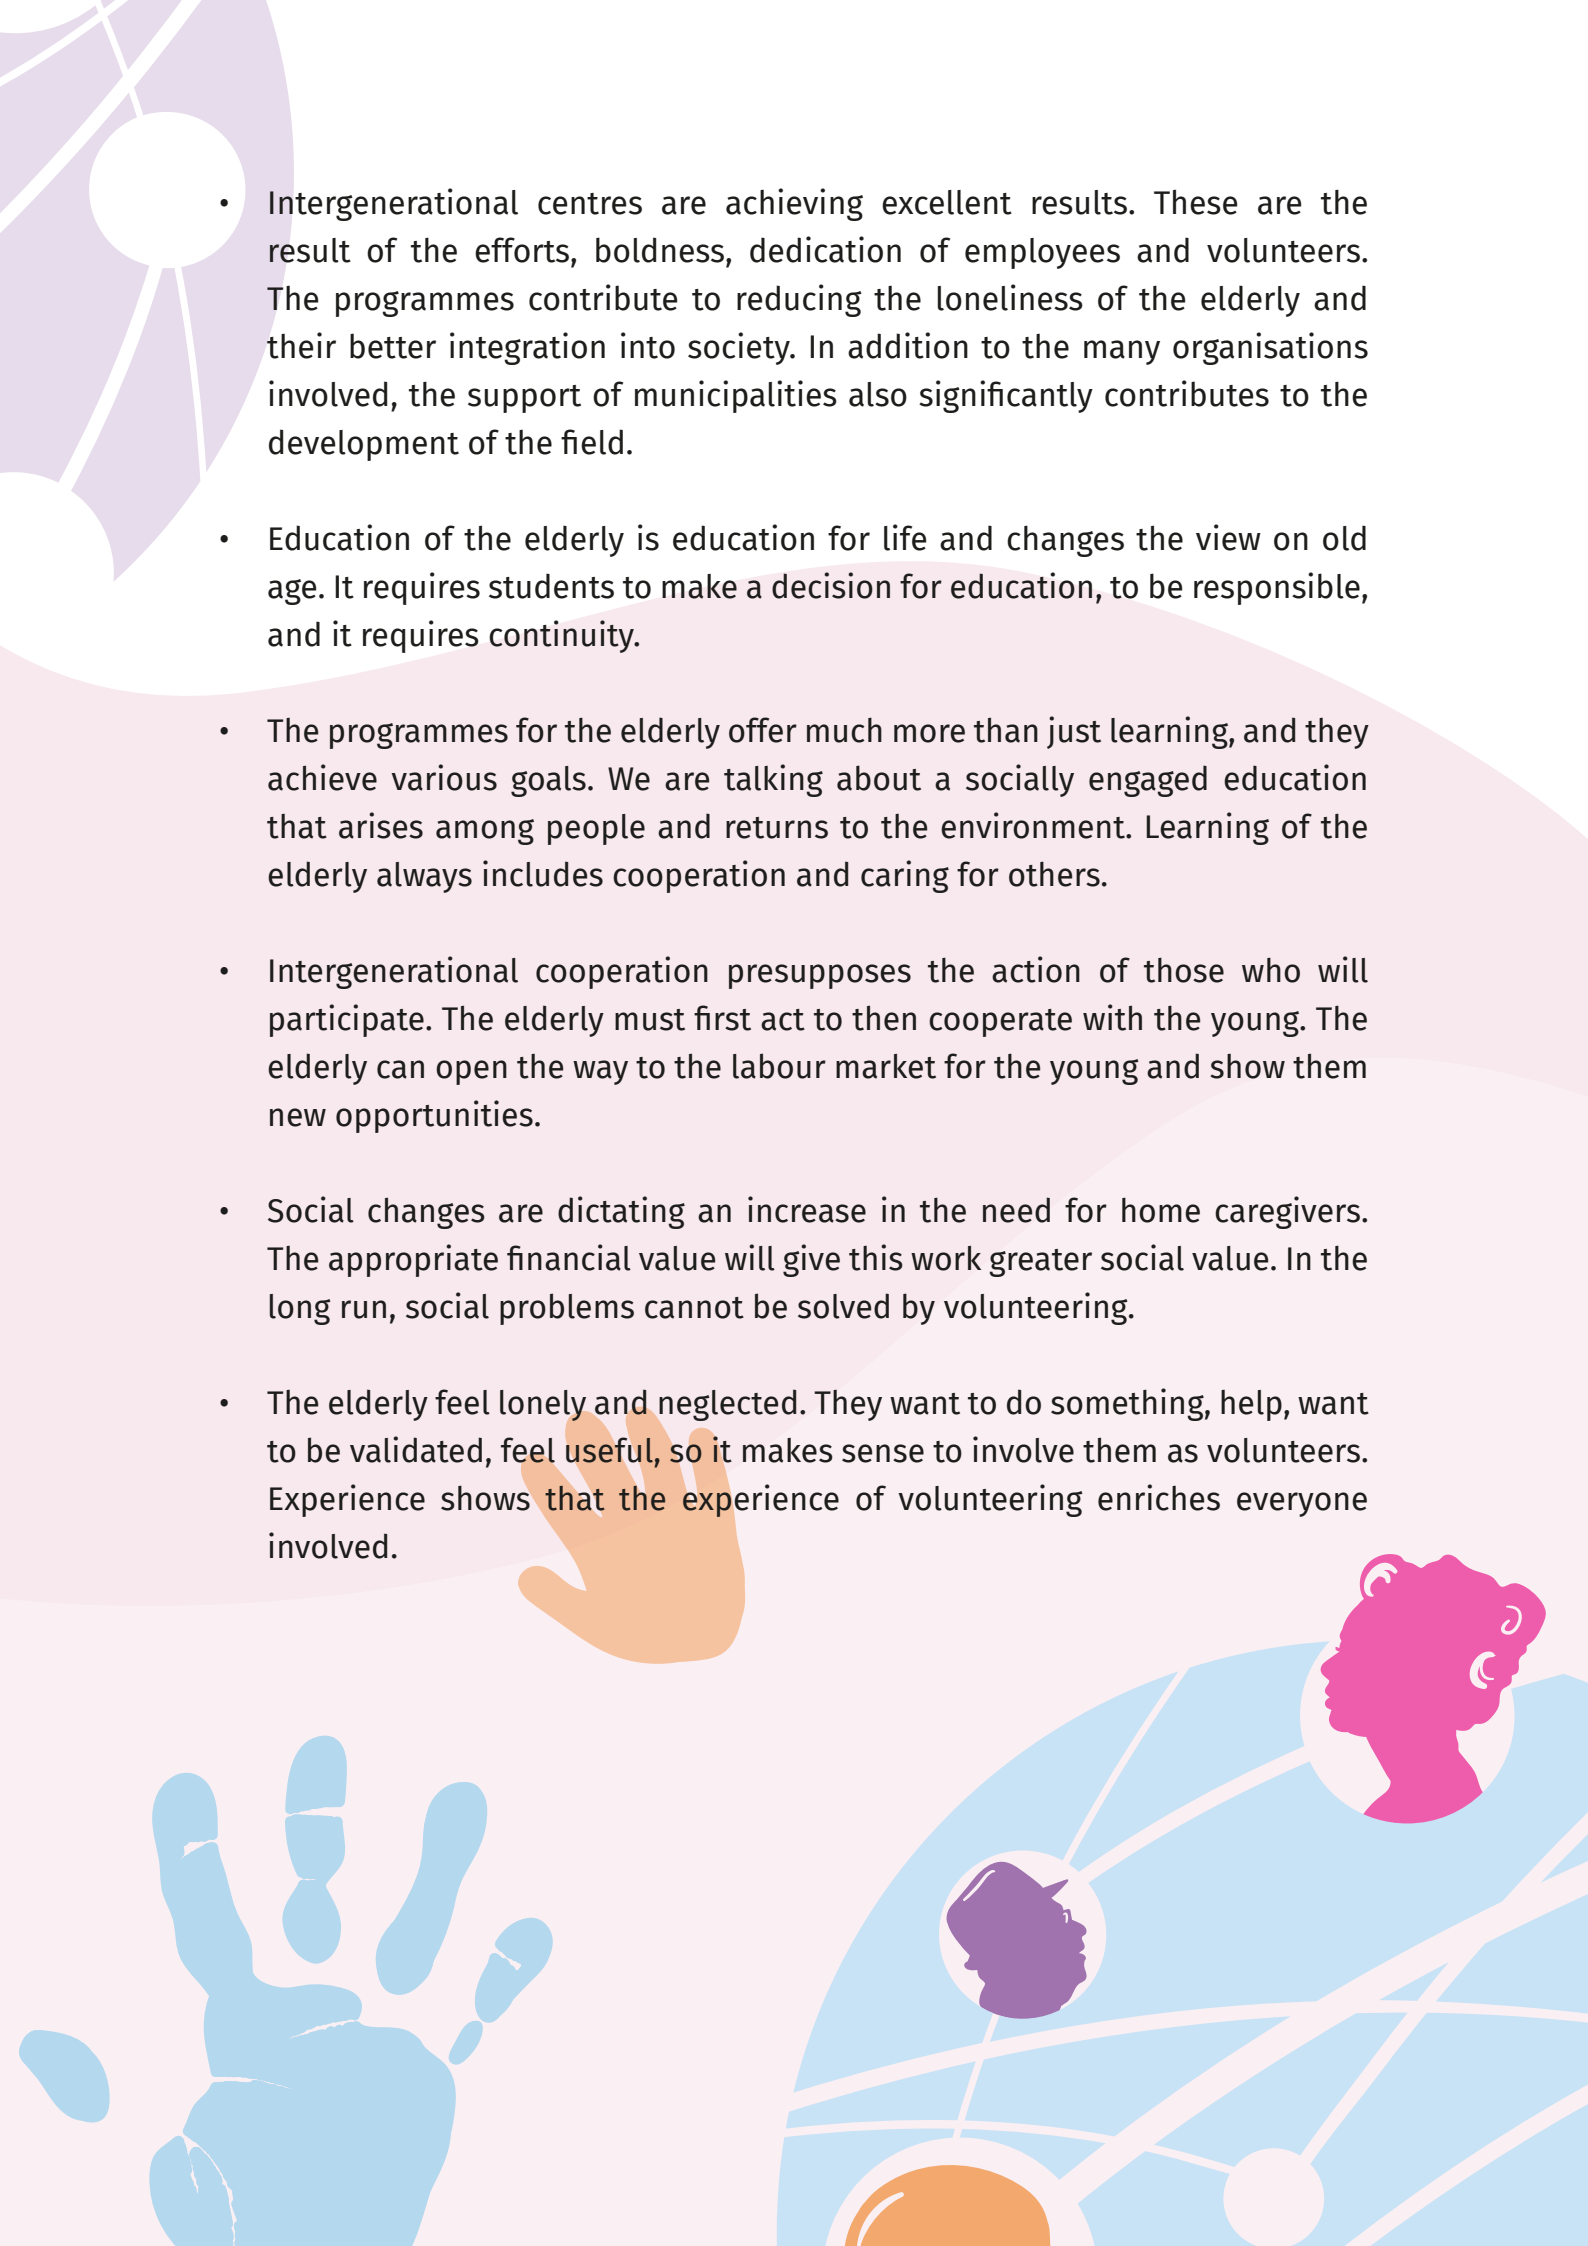 • Intergenerational centres are achieving excellent results. These are the
result of the efforts, boldness, dedication of employees and volunteers.
The programmes contribute to reducing the loneliness of the elderly and
their better integration into society. In addition to the many organisations
involved, the support of municipalities also significantly contributes to the
development of the field.
• Education of the elderly is education for life and changes the view on old
age. It requires students to make a decision for education, to be responsible,
and it requires continuity.
• The programmes for the elderly offer much more than just learning, and they
achieve various goals. We are talking about a socially engaged education
that arises among people and returns to the environment. Learning of the
elderly always includes cooperation and caring for others.
• Intergenerational cooperation presupposes the action of those who will
participate. The elderly must first act to then cooperate with the young. The
elderly can open the way to the labour market for the young and show them
new opportunities.
• Social changes are dictating an increase in the need for home caregivers.
The appropriate financial value will give this work greater social value. In the
long run, social problems cannot be solved by volunteering.
• The elderly feel lonely and neglected. They want to do something, help, want
to be validated, feel useful, so it makes sense to involve them as volunteers.
Experience shows that the experience of volunteering enriches everyone
involved.